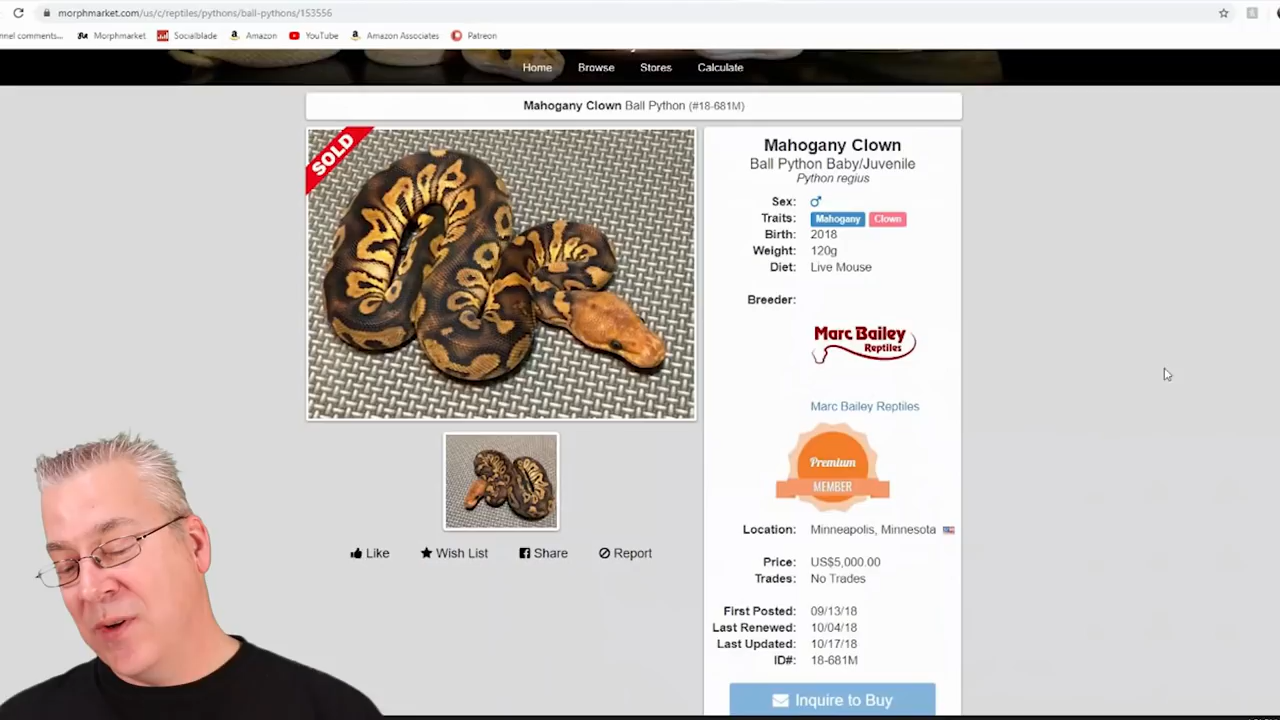 morphmarket.com/us/c/reptiles/pythons/ball-pythons/153556
nnel comments... Morphmarket Socialblade Amazon YouTube Amazon Associates Patreon
Home Browse Stores Calculate
Mahogany Clown Ball Python (#18-681M)
SOLD
Mahogany Clown
Ball Python Baby/Juvenile
Python regius
Sex: ♂
Traits: Mahogany Clown
Birth: 2018
Weight: 120g
Diet: Live Mouse
Breeder:
Marc Bailey
Reptiles
Marc Bailey Reptiles
Premium
MEMBER
Location: Minneapolis, Minnesota
Price: US$5,000.00
Trades: No Trades
First Posted: 09/13/18
Last Renewed: 10/04/18
Last Updated: 10/17/18
ID#: 18-681M
Like Wish List Share Report
Inquire to Buy